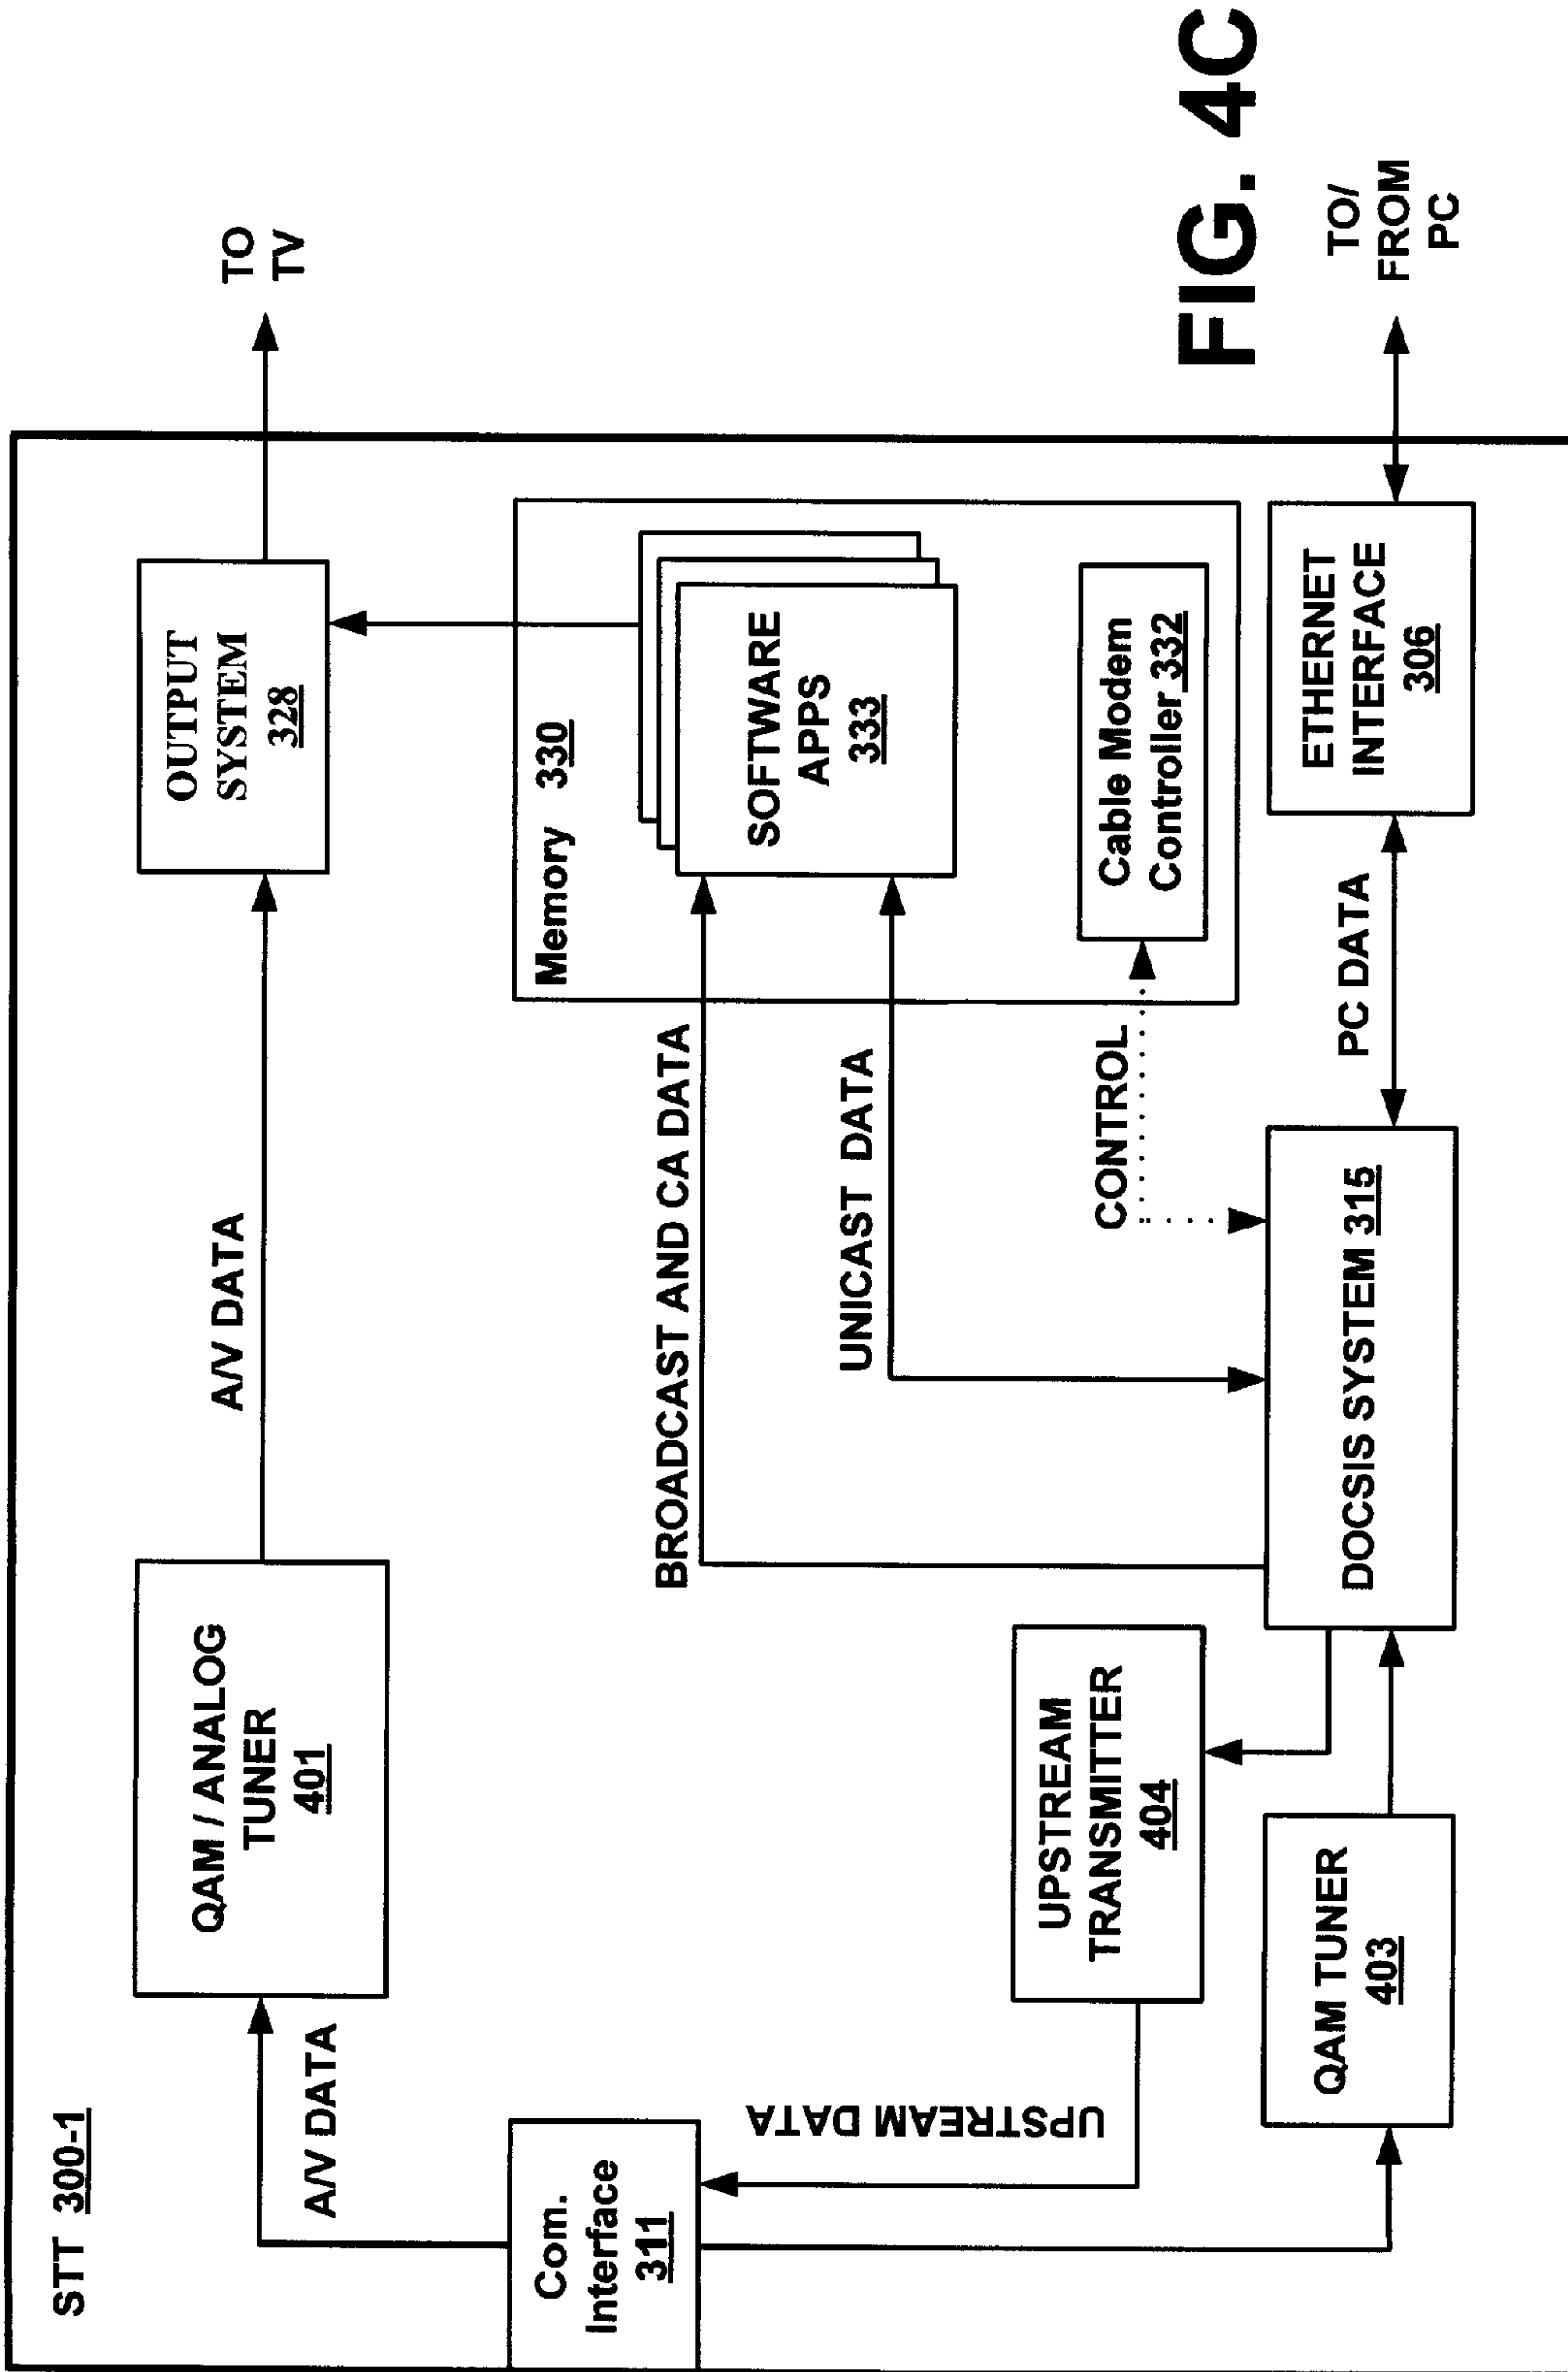 STT 300-1
A/V DATA
QAM / ANALOG
TUNER
401
A/V DATA
OUTPUT
SYSTEM
328
TO
TV
Com.
Interface
311
UPSTREAM DATA
BROADCAST AND CA DATA
UNICAST DATA
Memory 330
SOFTWARE
APPS
333
CONTROL
Cable Modem
Controller 332
UPSTREAM
TRANSMITTER
404
QAM TUNER
403
DOCSIS SYSTEM 315
PC DATA
ETHERNET
INTERFACE
306
TO/
FROM
PC
FIG. 4C